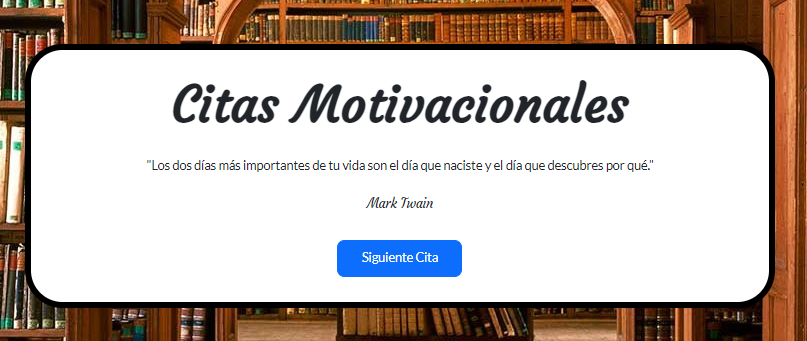 Citas Motivacionales
"Los dos días más importantes de tu vida son el día que naciste y el día que descubres por qué."
Mark Twain
Siguiente Cita